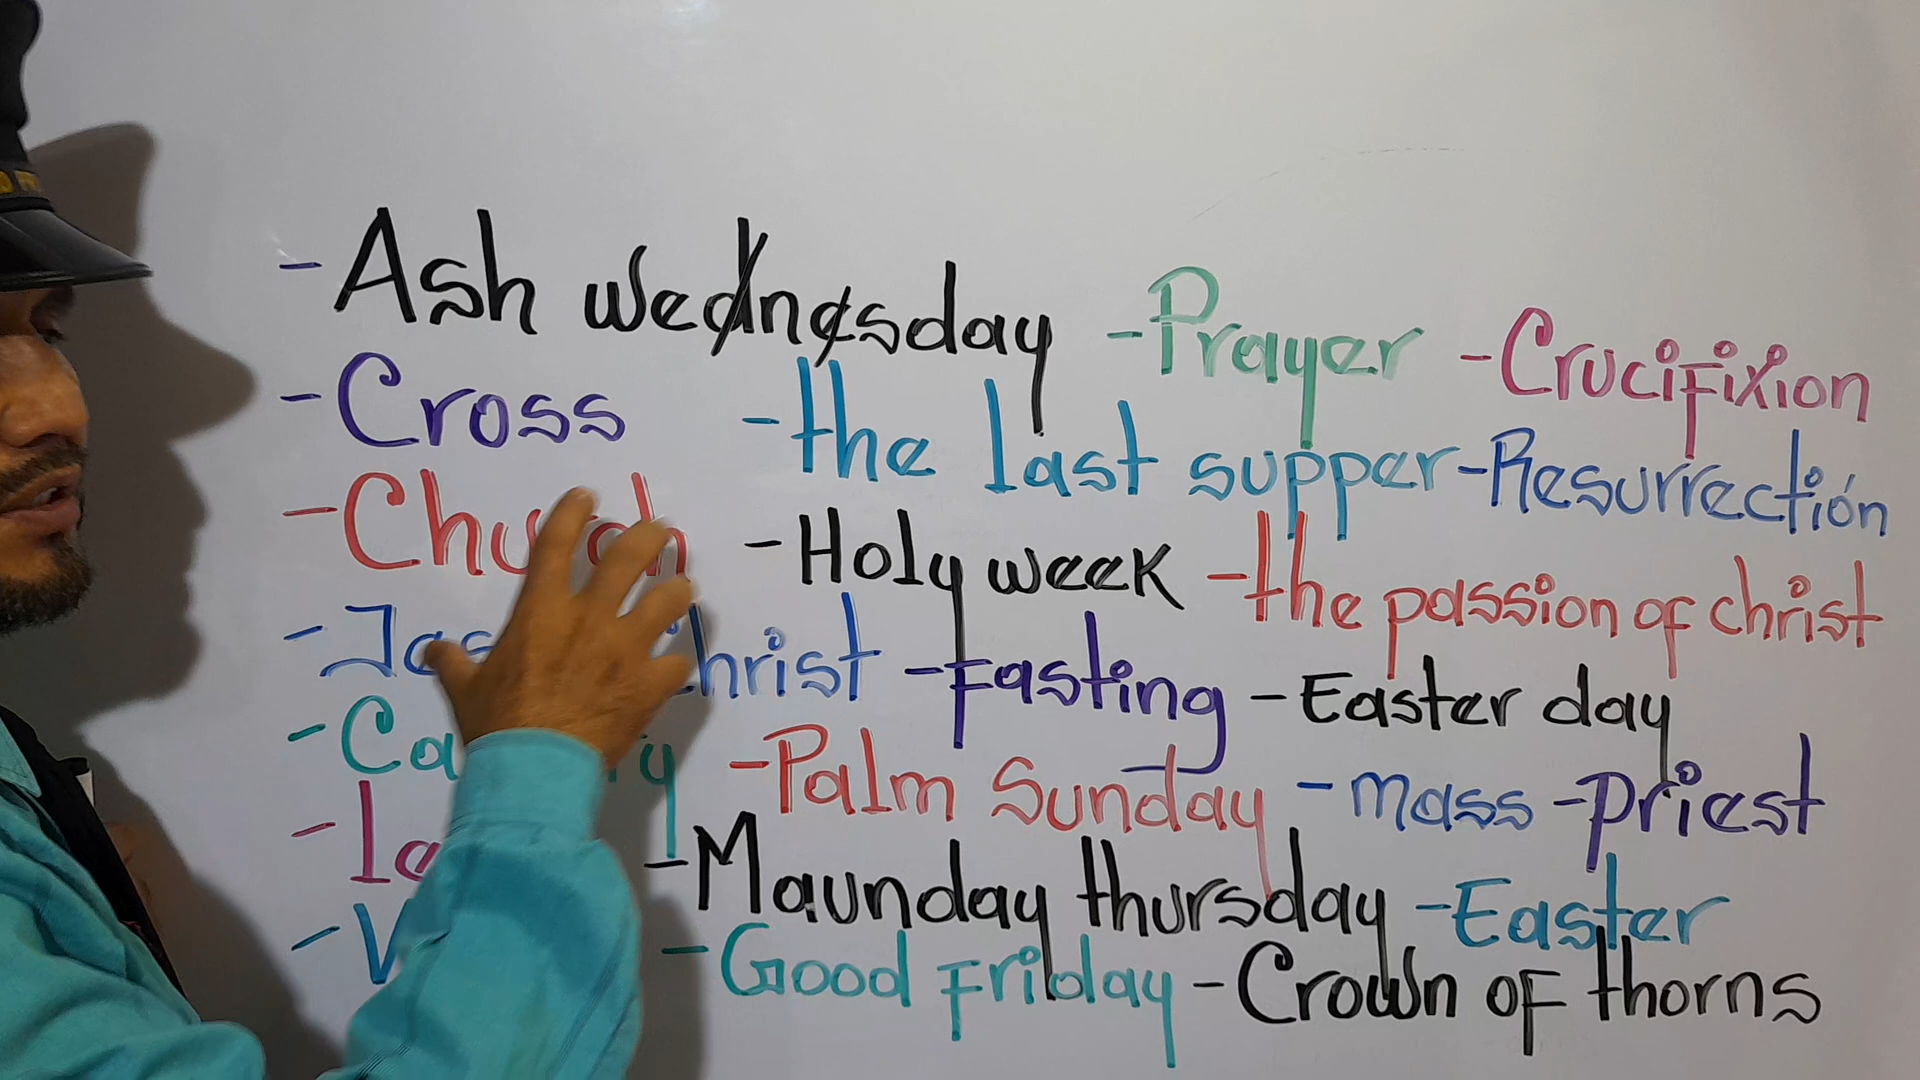 - Ash wednesday - Prayer - Crucifixion
- Cross - the last supper - Resurrectión
- Church - Holy week - the passion of christ
- christ - Fasting - Easter day
- Palm Sunday - mass - priest
- Maunday thursday - Easter
- Good Friday - Crown of thorns